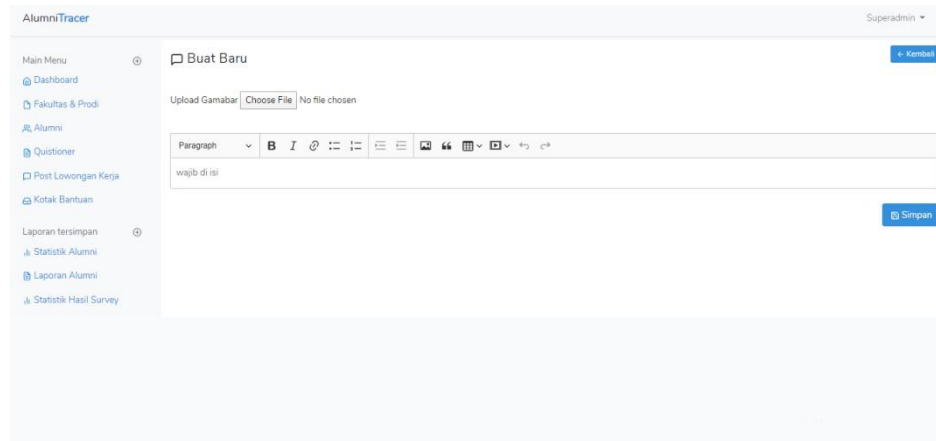 AlumniTracer
Superadmin
Main Menu
Dashboard
Fakultas & Prodi
Alumni
Quistioner
Post Lowongan Kerja
Kotak Bantuan
Laporan tersimpan
Statistik Alumni
Laporan Alumni
Statistik Hasil Survey
Buat Baru
← Kembali
Upload Gamabar Choose File No file chosen
Paragraph B I
wajib di isi
Simpan